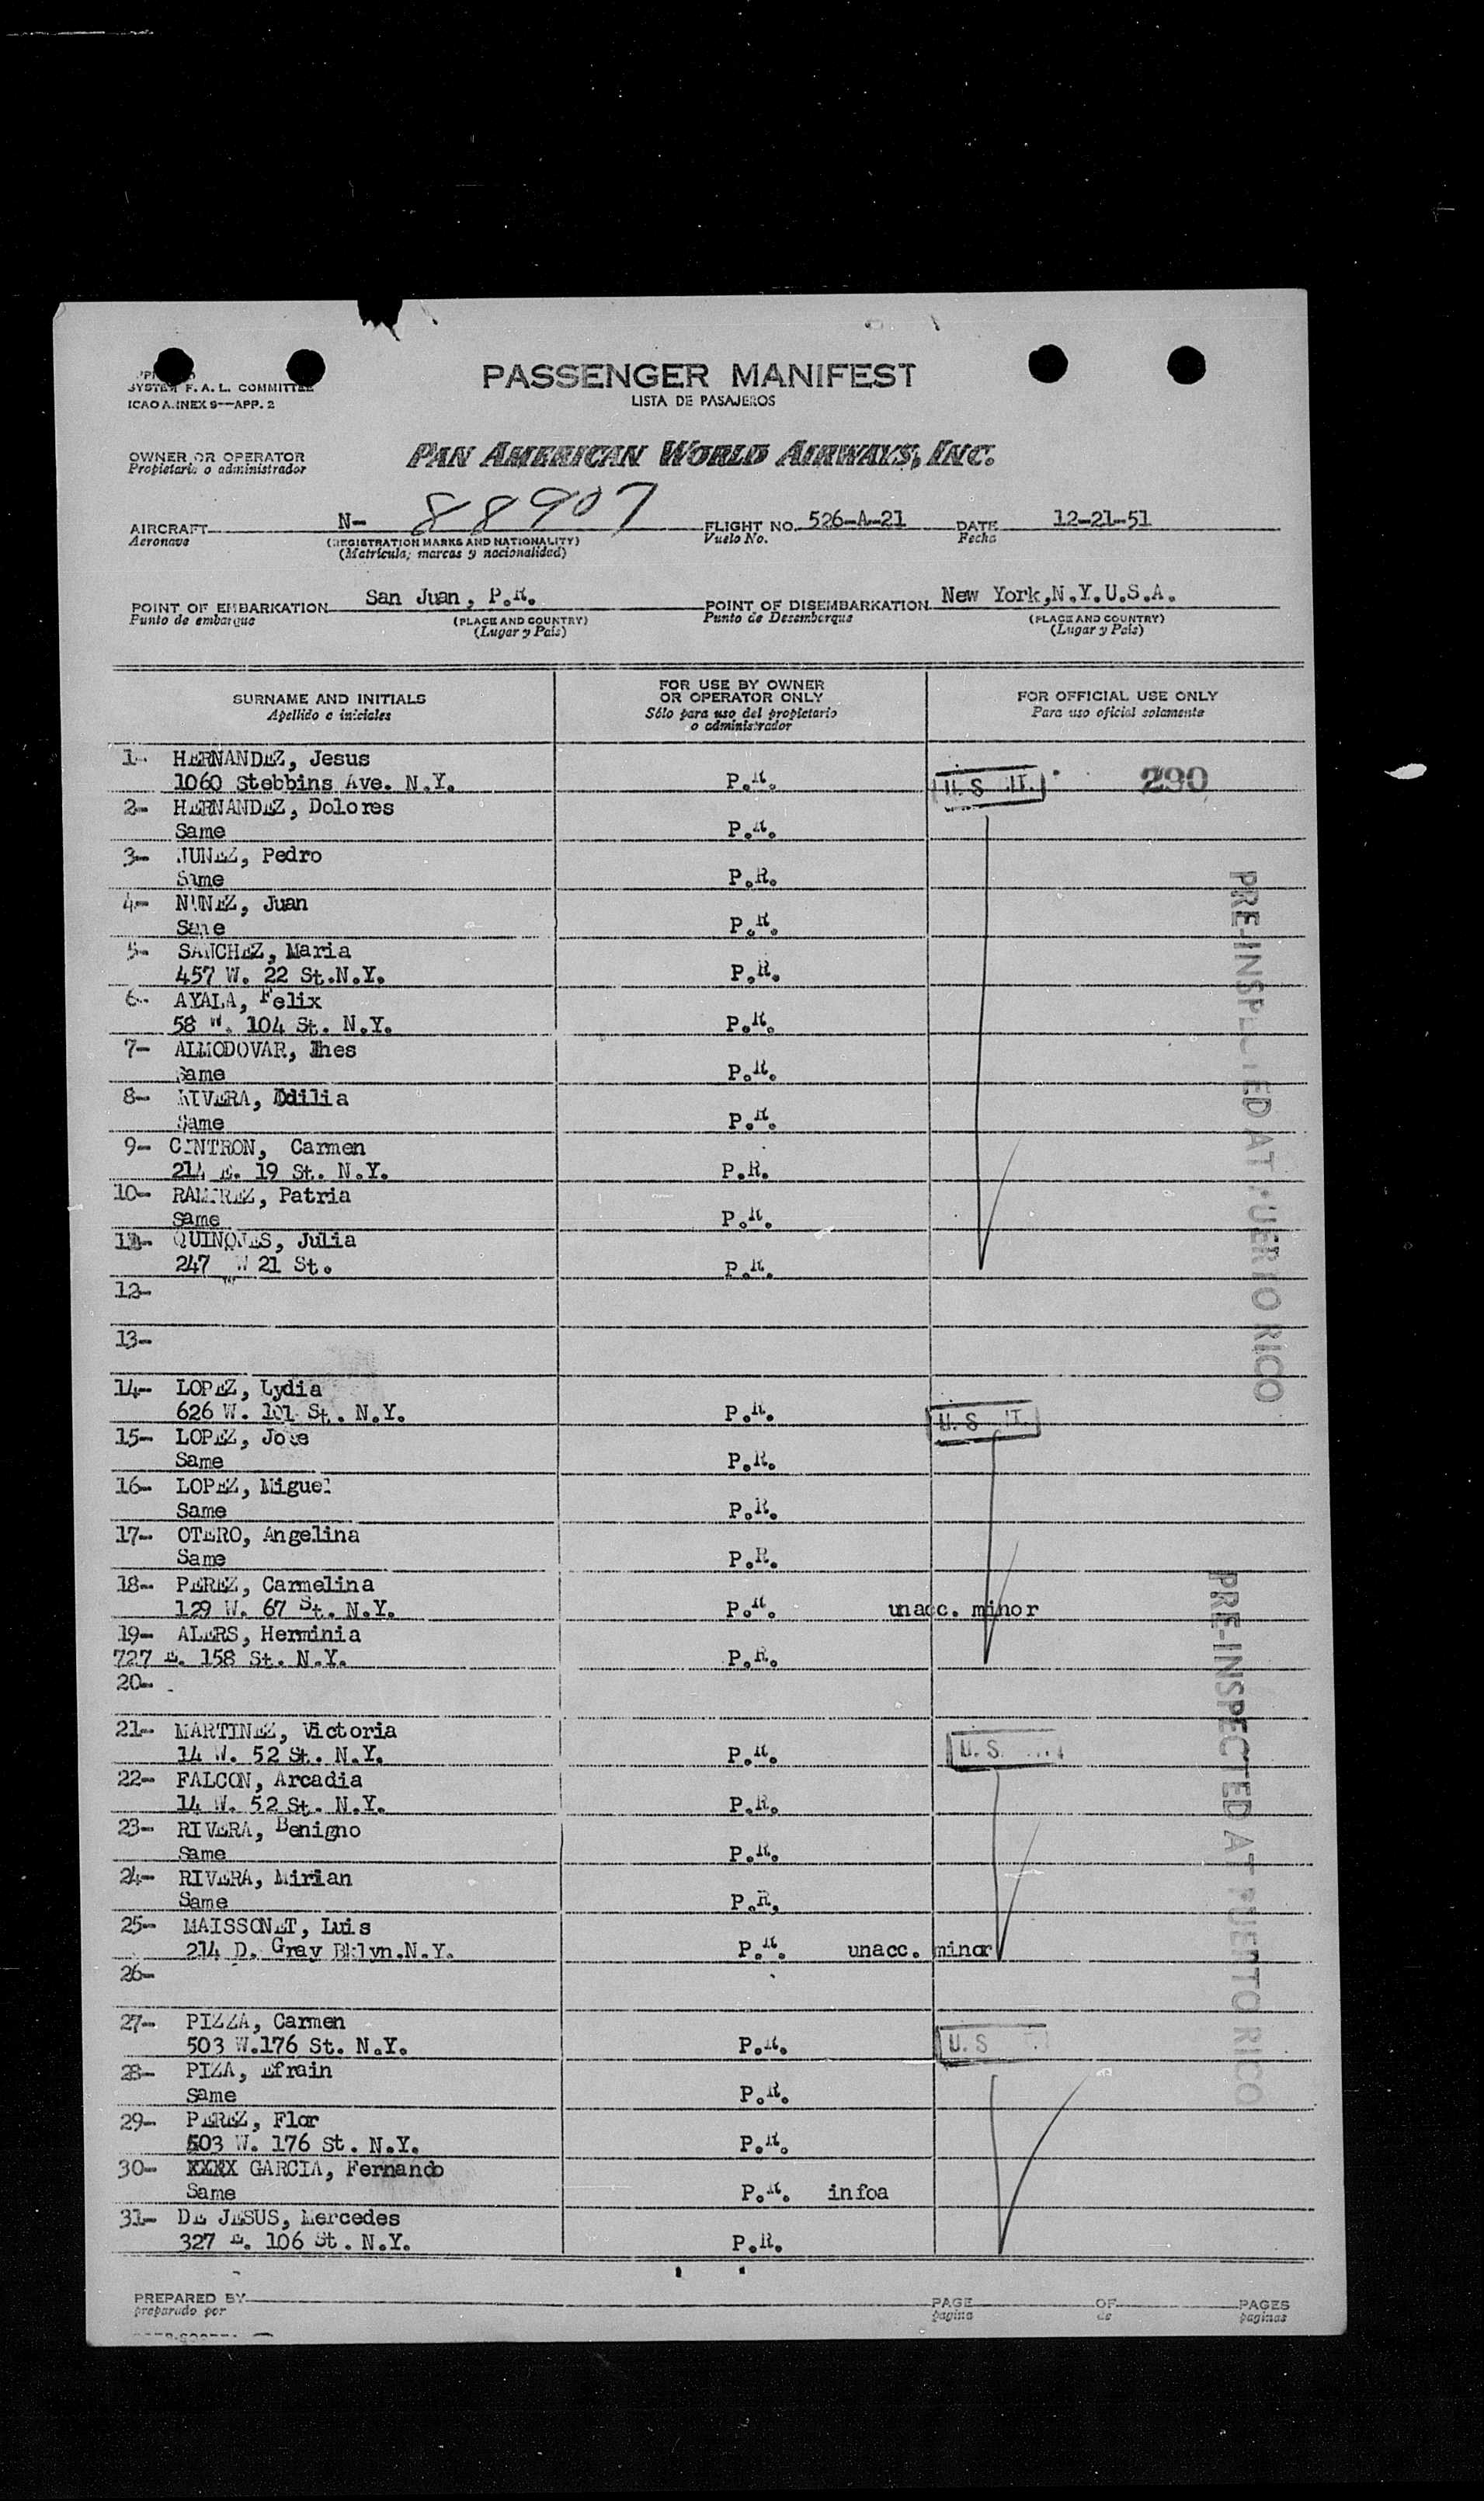 SYSTEM F. A. L. COMMITTEE
ICAO ANNEX 9—APP. 2
PASSENGER MANIFEST
LISTA DE PASAJEROS
OWNER OR OPERATOR
Propietario o administrador
PAN AMERICAN WORLD AIRWAYS, INC.
AIRCRAFT N- 88907 FLIGHT NO. 526-A-21 DATE 12-21-51
Aeronave (REGISTRATION MARKS AND NATIONALITY) Vuelo No. Fecha
(Matrícula; marcas y nacionalidad)
POINT OF EMBARKATION San Juan, P.R. POINT OF DISEMBARKATION New York,N.Y.U.S.A.
Punto de embarque (PLACE AND COUNTRY) Punto de Desembarque (PLACE AND COUNTRY)
(Lugar y País) (Lugar y País)
SURNAME AND INITIALS FOR USE BY OWNER OR OPERATOR ONLY FOR OFFICIAL USE ONLY
Apellido e iniciales Sólo para uso del propietario o administrador Para uso oficial solamente
1- HERNANDEZ, Jesus
1060 Stebbins Ave. N.Y. P.R. U. S. IT. 290
2- HERNANDEZ, Dolores
Same P.R.
3- NUNEZ, Pedro
Same P.R.
4- NUNEZ, Juan
Same P.R.
5- SANCHEZ, Maria
457 W. 22 St.N.Y. P.R.
6- AYALA, Felix
58 W. 104 St. N.Y. P.R.
7- ALMODOVAR, Ines
Same P.R.
8- RIVERA, Odilia
Same P.R.
9- CINTRON, Carmen
214 E. 19 St. N.Y. P.R.
10- RAMIREZ, Patria
Same P.R.
11- QUINONES, Julia
247 W 21 St. P.R.
12-
13-
PRE-INSPECTED AT PUERTO RICO
14- LOPEZ, Lydia
626 W. 101 St. N.Y. P.R. U. S. IT.
15- LOPEZ, Jose
Same P.R.
16- LOPEZ, Miguel
Same P.R.
17- OTERO, Angelina
Same P.R.
18- PEREZ, Carmelina
129 W. 67 St. N.Y. P.R. unacc. minor
19- ALERS, Herminia
727 E. 158 St. N.Y. P.R.
20-
21- MARTINEZ, Victoria
14 W. 52 St. N.Y. P.R. U. S.
22- FALCON, Arcadia
14 W. 52 St. N.Y. P.R.
23- RIVERA, Benigno
Same P.R.
24- RIVERA, Mirian
Same P.R.
25- MAISSONET, Luis
214 D. Gray Bklyn.N.Y. P.R. unacc. minor
26-
27- PIZZA, Carmen
503 W.176 St. N.Y. P.R. U. S
28- PIZA, Efrain
Same P.R.
29- PEREZ, Flor
503 W. 176 St. N.Y. P.R.
30- XXXX GARCIA, Fernando
Same P.R. infoa
31- DE JESUS, Mercedes
327 E. 106 St. N.Y. P.R.
PRE-INSPECTED AT PUERTO RICO
PREPARED BY PAGE OF PAGES
preparado por pagina de paginas